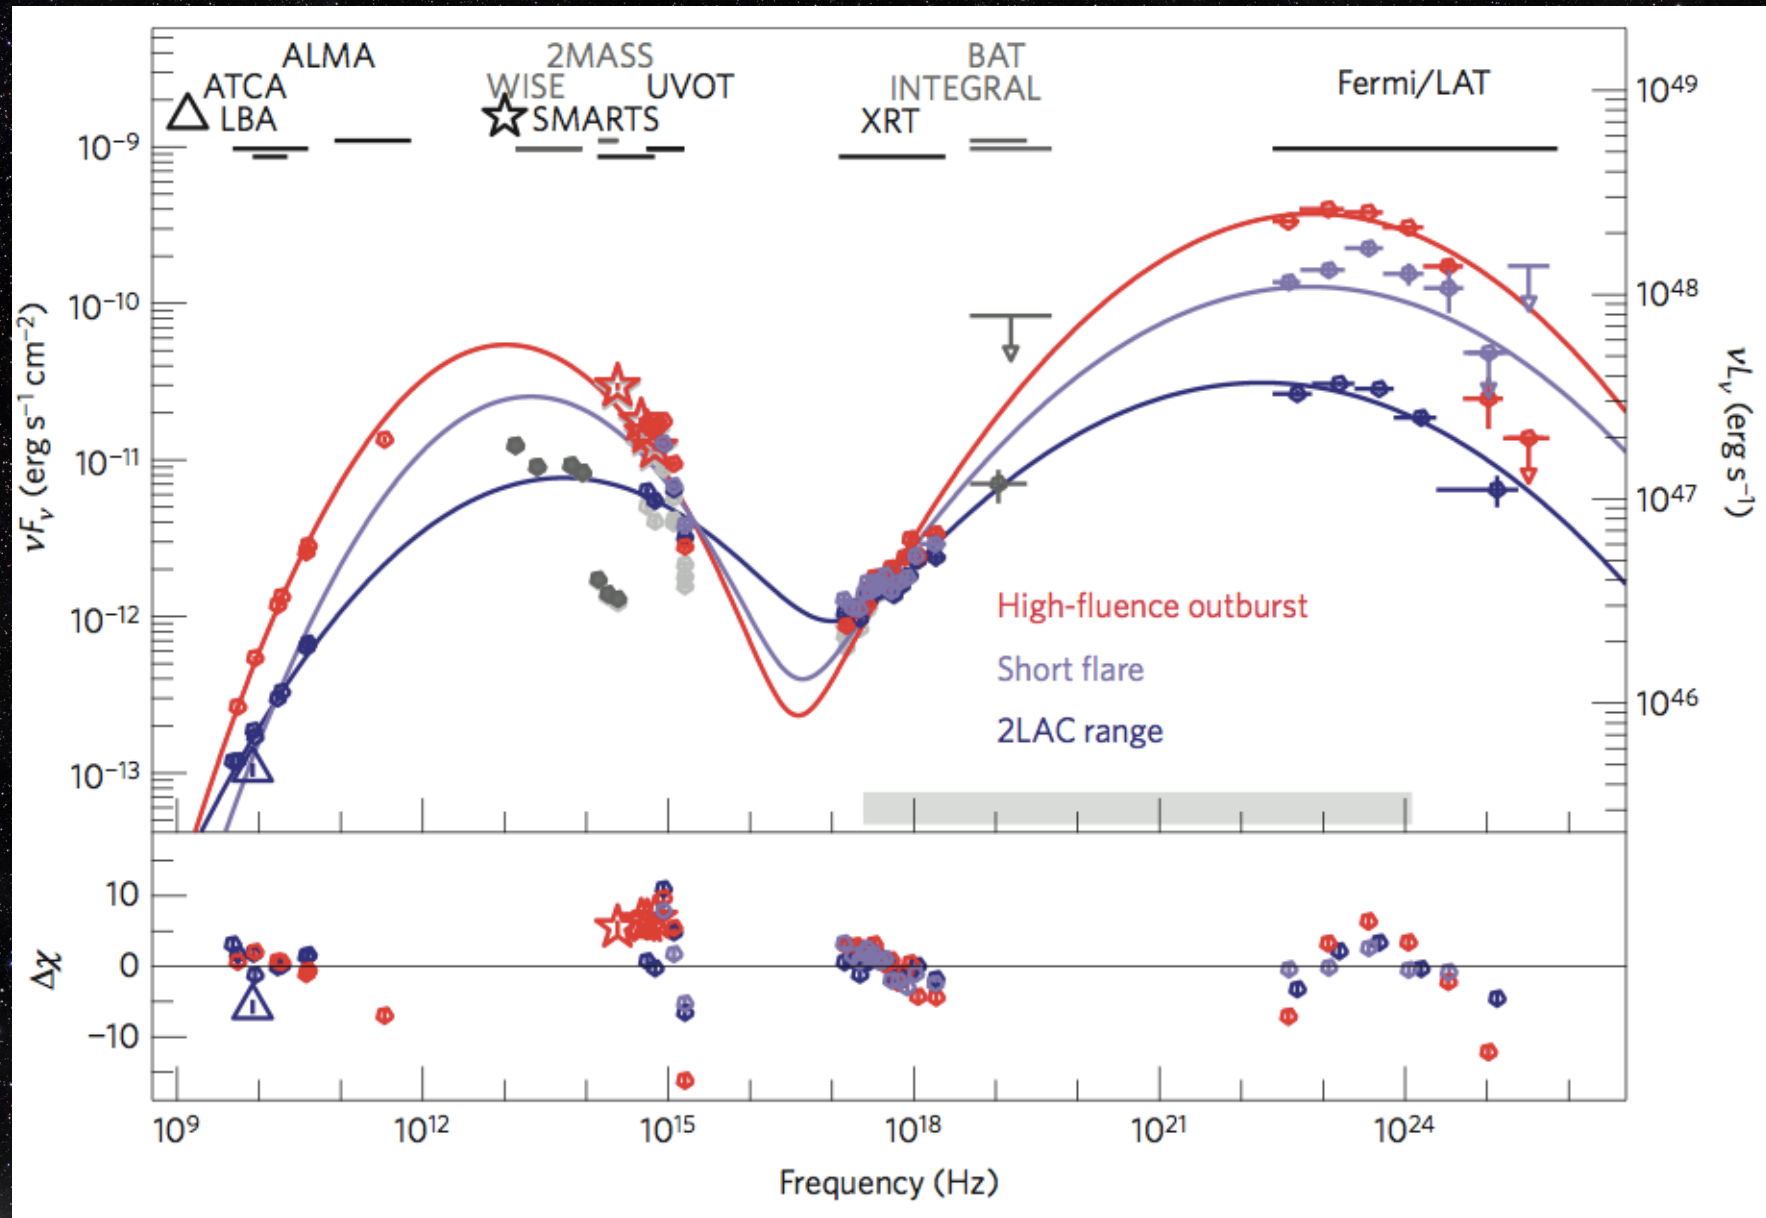 ALMA
2MASS
BAT
ATCA
WISE
UVOT
INTEGRAL
Fermi/LAT
LBA
SMARTS
XRT
10⁻⁹
10⁻¹⁰
10⁻¹¹
10⁻¹²
10⁻¹³
νFν (erg s⁻¹ cm⁻²)
10⁴⁹
10⁴⁸
10⁴⁷
10⁴⁶
νLν (erg s⁻¹)
High-fluence outburst
Short flare
2LAC range
10
0
−10
Δχ
10⁹
10¹²
10¹⁵
10¹⁸
10²¹
10²⁴
Frequency (Hz)